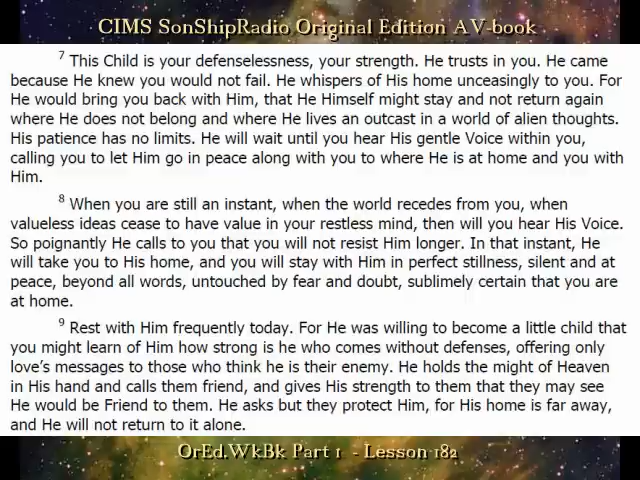 CIMS SonShipRadio Original Edition AV-book
7 This Child is your defenselessness, your strength. He trusts in you. He came
because He knew you would not fail. He whispers of His home unceasingly to you. For
He would bring you back with Him, that He Himself might stay and not return again
where He does not belong and where He lives an outcast in a world of alien thoughts.
His patience has no limits. He will wait until you hear His gentle Voice within you,
calling you to let Him go in peace along with you to where He is at home and you with
Him.
8 When you are still an instant, when the world recedes from you, when
valueless ideas cease to have value in your restless mind, then will you hear His Voice.
So poignantly He calls to you that you will not resist Him longer. In that instant, He
will take you to His home, and you will stay with Him in perfect stillness, silent and at
peace, beyond all words, untouched by fear and doubt, sublimely certain that you are
at home.
9 Rest with Him frequently today. For He was willing to become a little child that
you might learn of Him how strong is he who comes without defenses, offering only
love's messages to those who think he is their enemy. He holds the might of Heaven
in His hand and calls them friend, and gives His strength to them that they may see
He would be Friend to them. He asks but they protect Him, for His home is far away,
and He will not return to it alone.
OrEd.WkBk Part 1 - Lesson 182